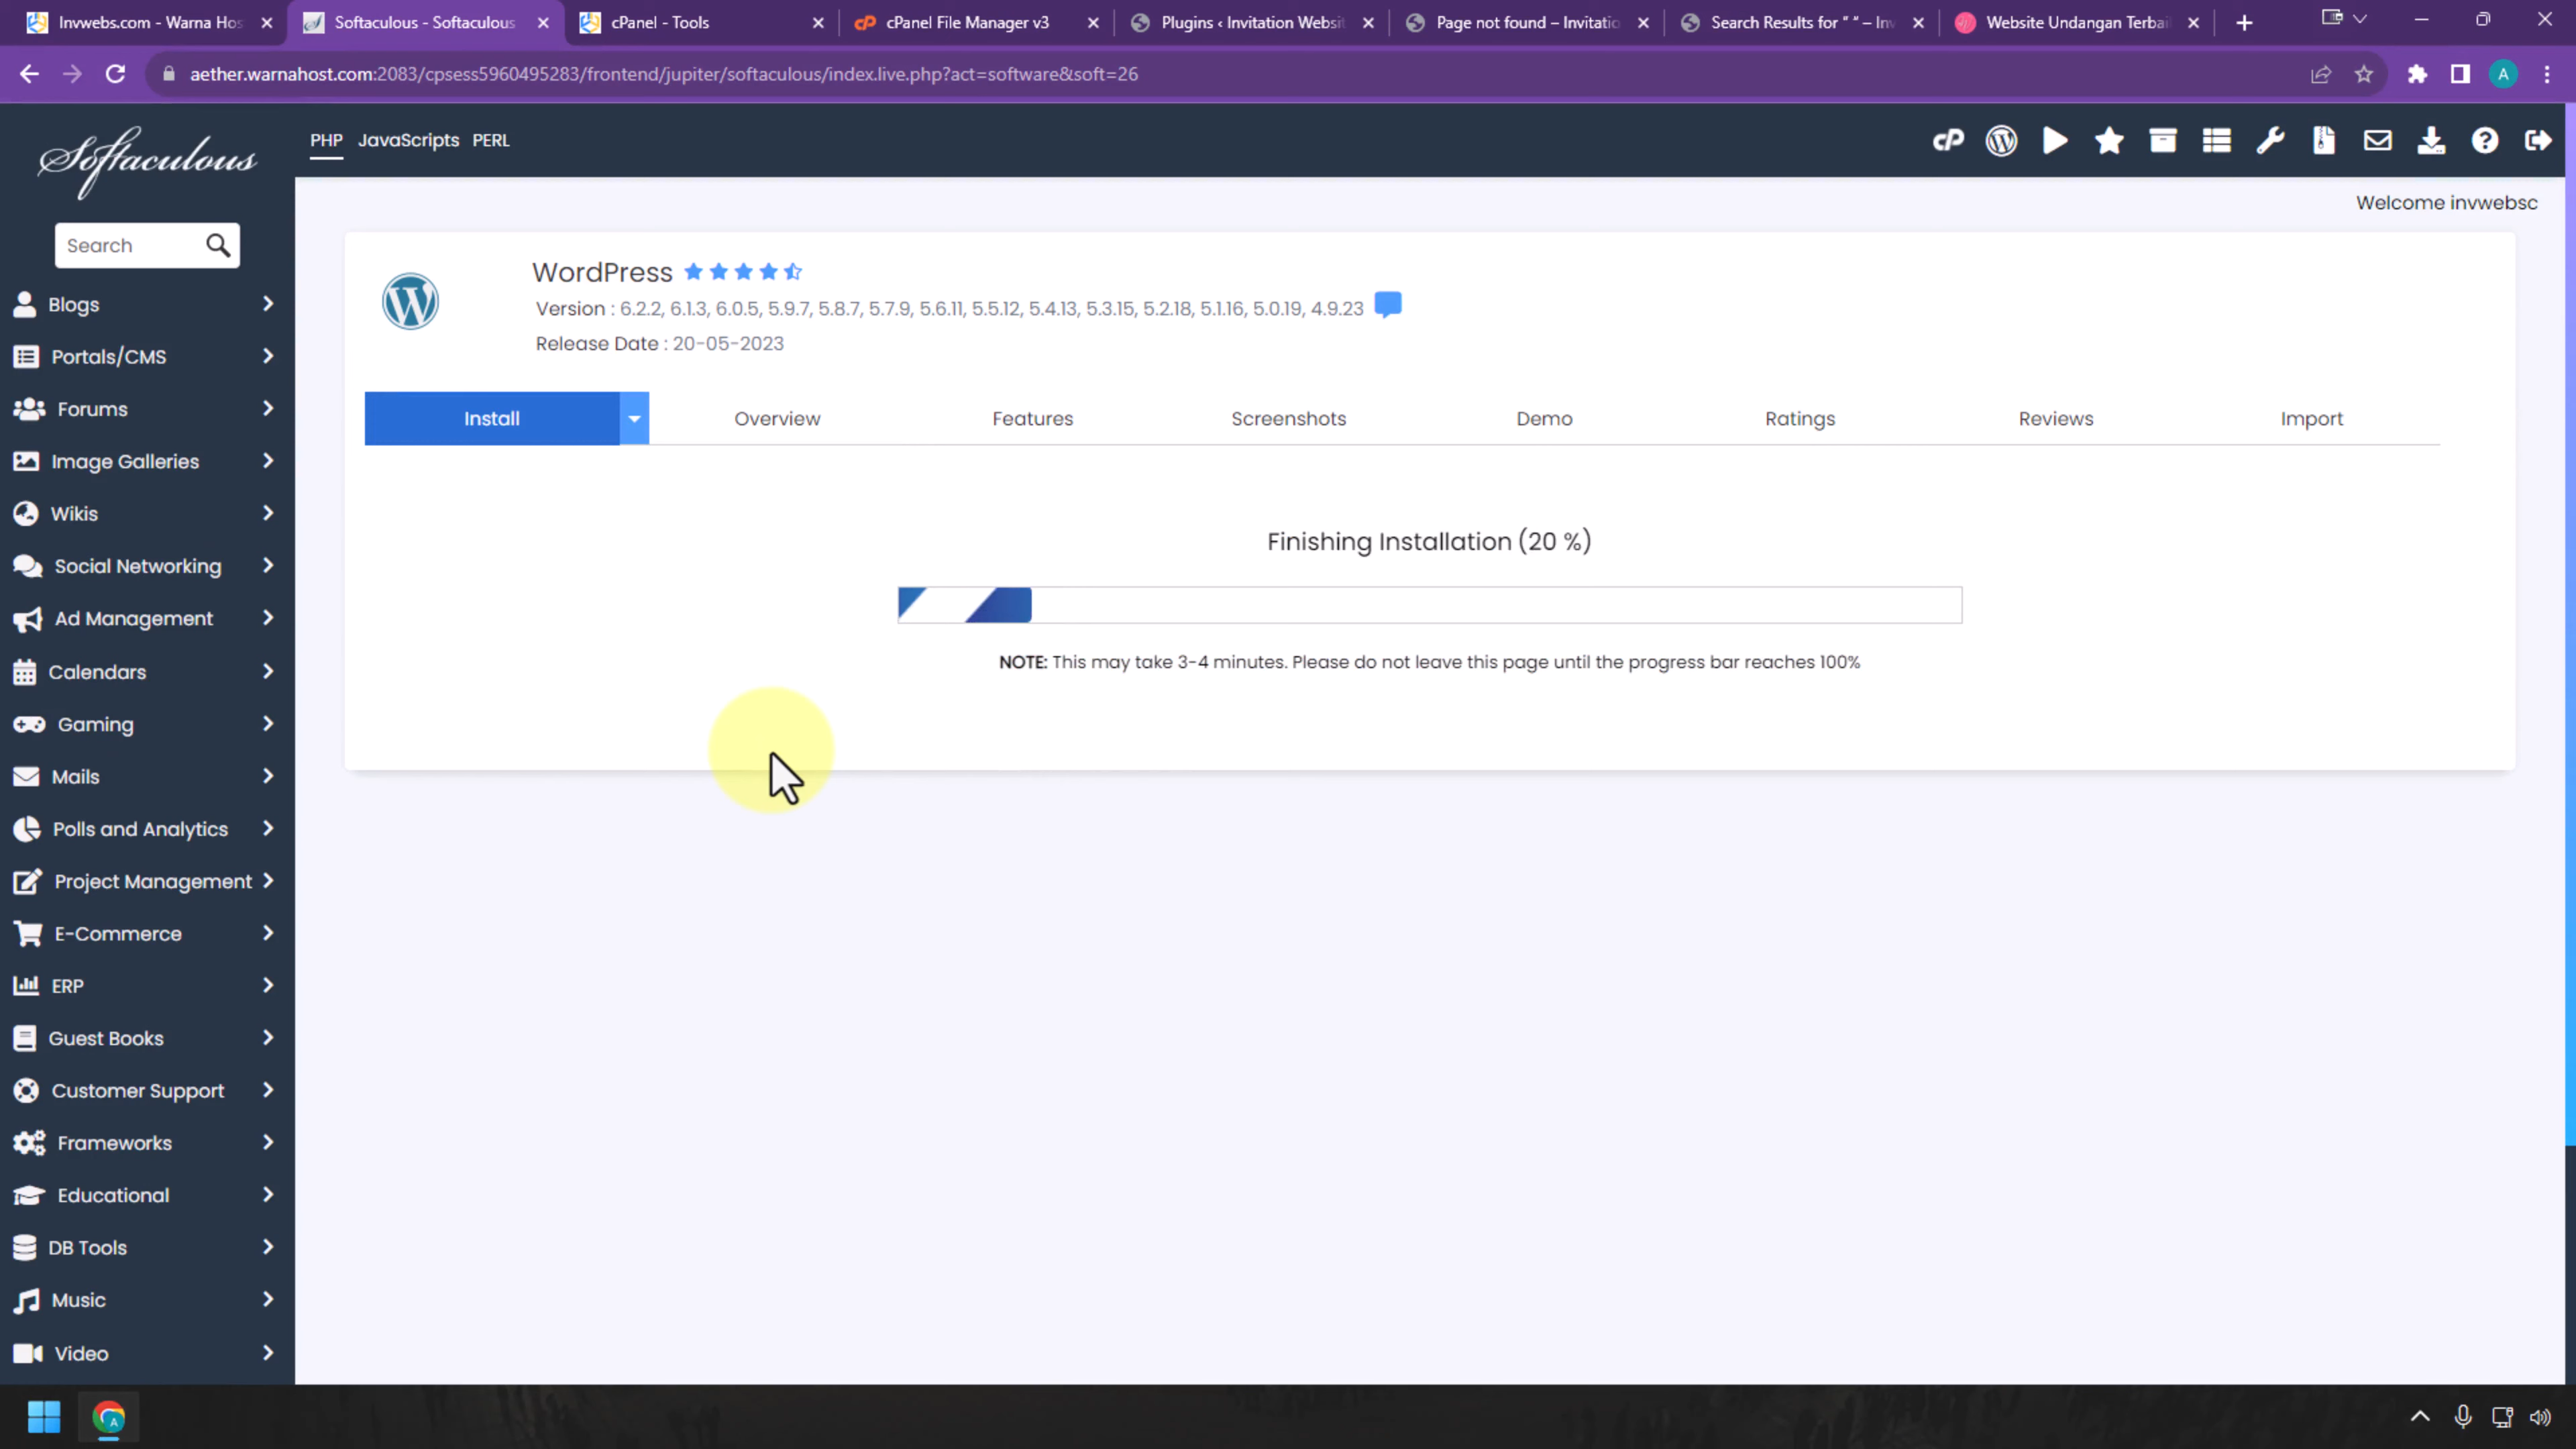 Invwebs.com - Warna Hos
Softaculous - Softaculous
cPanel - Tools
cPanel File Manager v3
Plugins ‹ Invitation Websit
Page not found – Invitatio
Search Results for “ ” – Inv
Website Undangan Terbai
aether.warnahost.com:2083/cpsess5960495283/frontend/jupiter/softaculous/index.live.php?act=software&soft=26
A
Softaculous
PHP JavaScripts PERL
cP
Welcome invwebsc
Search
Blogs
Portals/CMS
Forums
Image Galleries
Wikis
Social Networking
Ad Management
Calendars
Gaming
Mails
Polls and Analytics
Project Management
E-Commerce
ERP
Guest Books
Customer Support
Frameworks
Educational
DB Tools
Music
Video
WordPress
Version : 6.2.2, 6.1.3, 6.0.5, 5.9.7, 5.8.7, 5.7.9, 5.6.11, 5.5.12, 5.4.13, 5.3.15, 5.2.18, 5.1.16, 5.0.19, 4.9.23
Release Date : 20-05-2023
Install Overview Features Screenshots Demo Ratings Reviews Import
Finishing Installation (20 %)
NOTE: This may take 3-4 minutes. Please do not leave this page until the progress bar reaches 100%